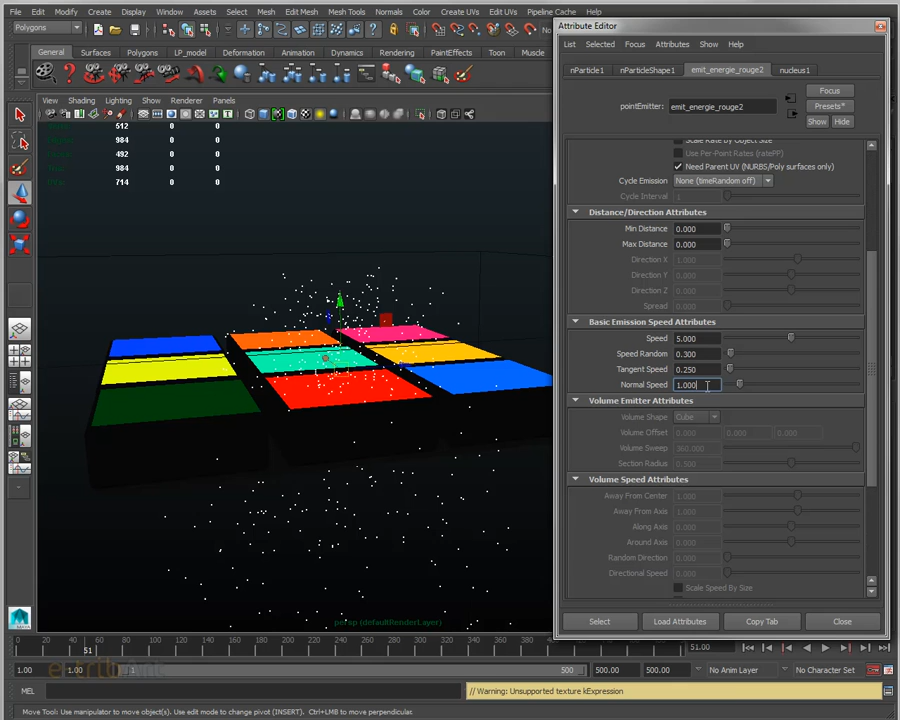 File Edit Modify Create Display Window Assets Select Mesh Edit Mesh Mesh Tools Normals Color Create UVs Edit UVs Pipeline Cache
Attribute Editor
Polygons
List Selected Focus Attributes Show Help
General Surfaces Polygons LP_model Deformation Animation Dynamics Rendering PaintEffects Toon Muscle
nParticle1 nParticleShape1 emit_energie_rouge2 nucleus1
Focus
View Shading Lighting Show Renderer Panels
pointEmitter: emit_energie_rouge2 Presets*
Show Hide
512 0 0
984 0 0
492 0 0
984 0 0
714 0 0
Scale Rate By Object Size
Use Per-Point Rates (ratePP)
Need Parent UV (NURBS/Poly surfaces only)
Cycle Emission None (timeRandom off)
Cycle Interval 1
Distance/Direction Attributes
Min Distance 0.000
Max Distance 0.000
Direction X 1.000
Direction Y 0.000
Direction Z 0.000
Spread 0.000
Basic Emission Speed Attributes
Speed 5.000
Speed Random 0.300
Tangent Speed 0.250
Normal Speed 1.000
Volume Emitter Attributes
Volume Shape Cube
Volume Offset 0.000 0.000 0.000
Volume Sweep 360.000
Section Radius 0.500
Volume Speed Attributes
Away From Center 1.000
Away From Axis 1.000
Along Axis 0.000
Around Axis 0.000
Random Direction 0.000
Directional Speed 0.000
Scale Speed By Size
persp (defaultRenderLayer)
Select Load Attributes Copy Tab Close
51 51.00
1.00 1.00 1 500 500.00 500.00 No Anim Layer No Character Set
MEL // Warning: Unsupported texture kExpression
Move Tool: Use manipulator to move object(s). Use edit mode to change pivot (INSERT). Ctrl+LMB to move perpendicular.